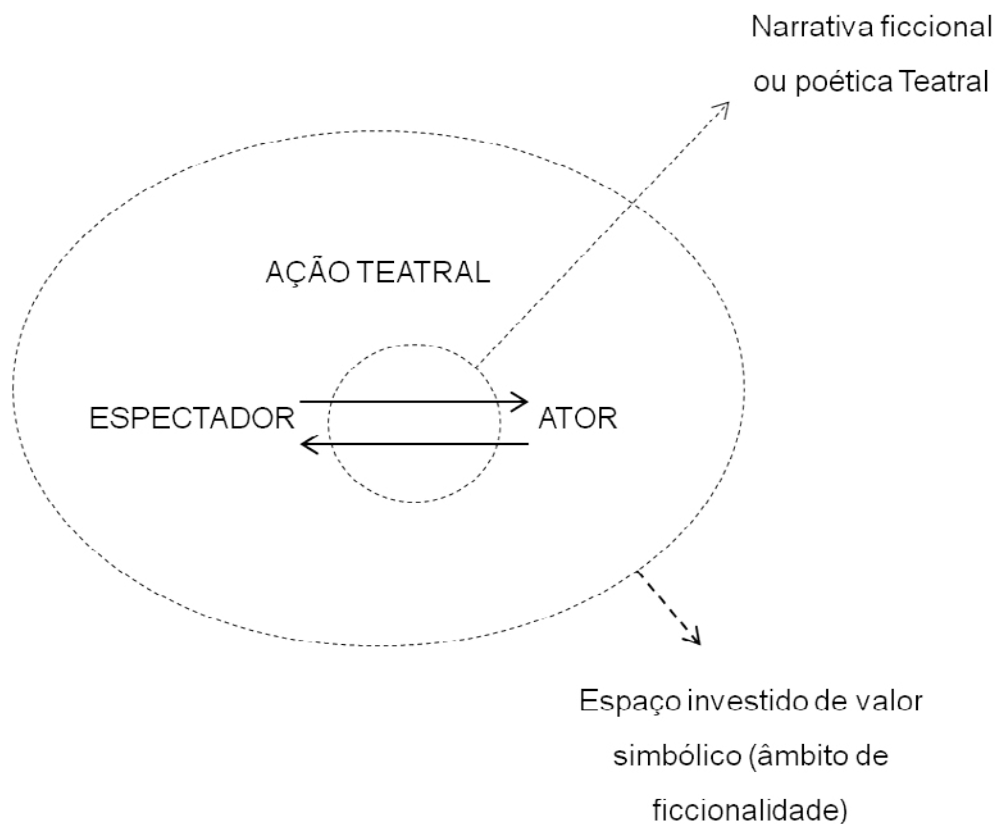 Narrativa ficcional
ou poética Teatral
AÇÃO TEATRAL
ESPECTADOR
ATOR
Espaço investido de valor
simbólico (âmbito de
ficcionalidade)